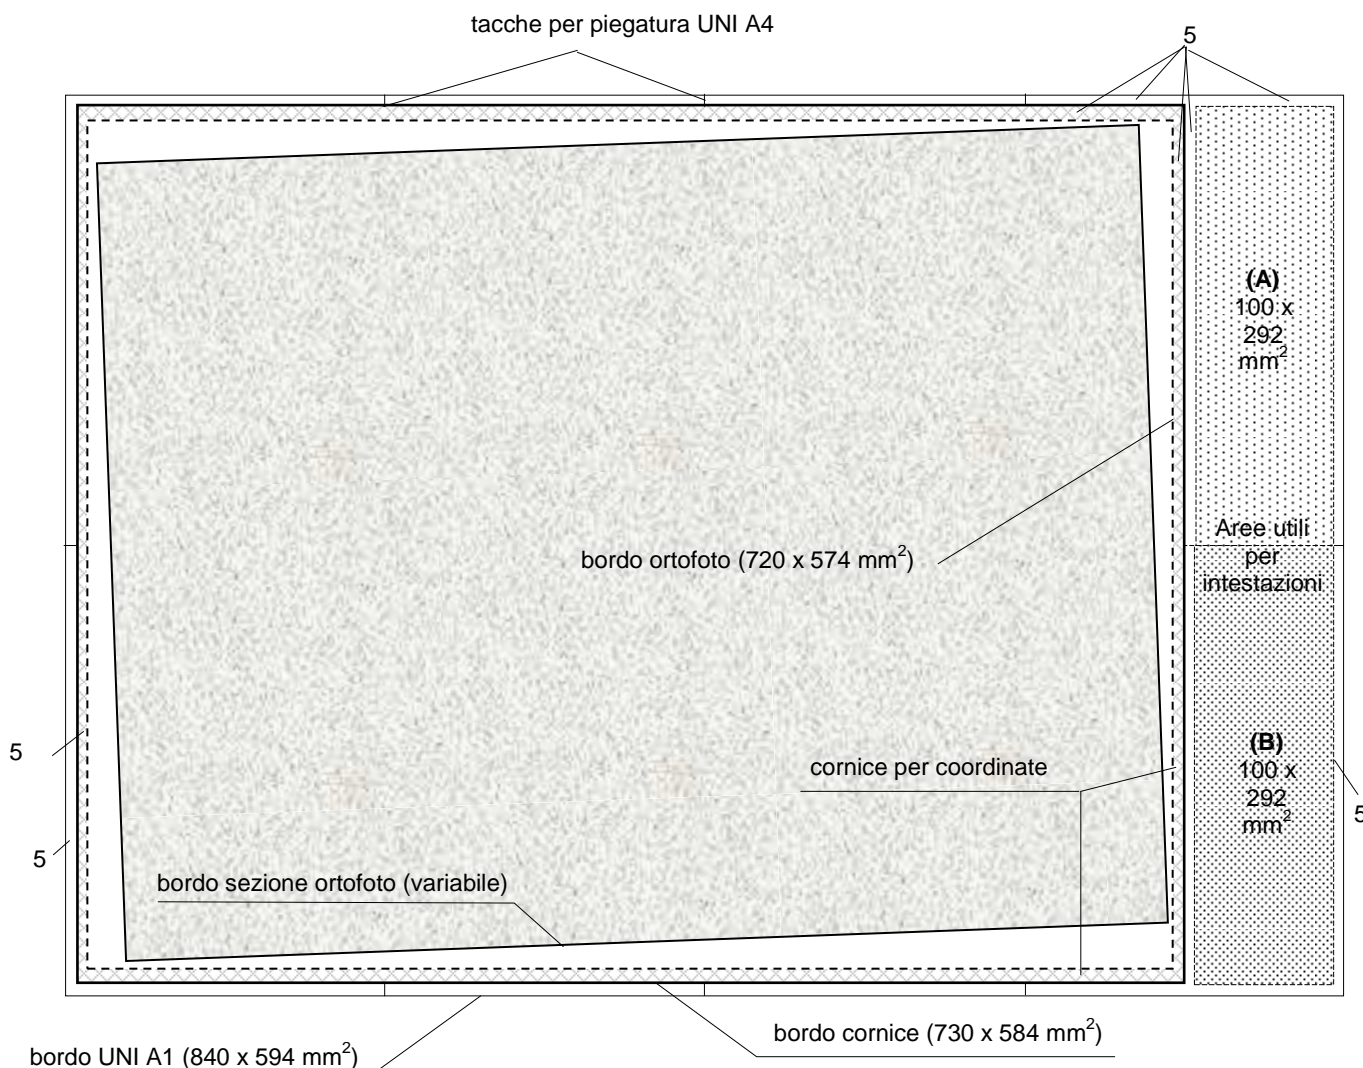 tacche per piegatura UNI A4
5
(A)
100 x
292
mm²
Aree utili
per
intestazioni
bordo ortofoto (720 x 574 mm²)
5
cornice per coordinate
(B)
100 x
292
mm²
5
5
bordo sezione ortofoto (variabile)
bordo cornice (730 x 584 mm²)
bordo UNI A1 (840 x 594 mm²)